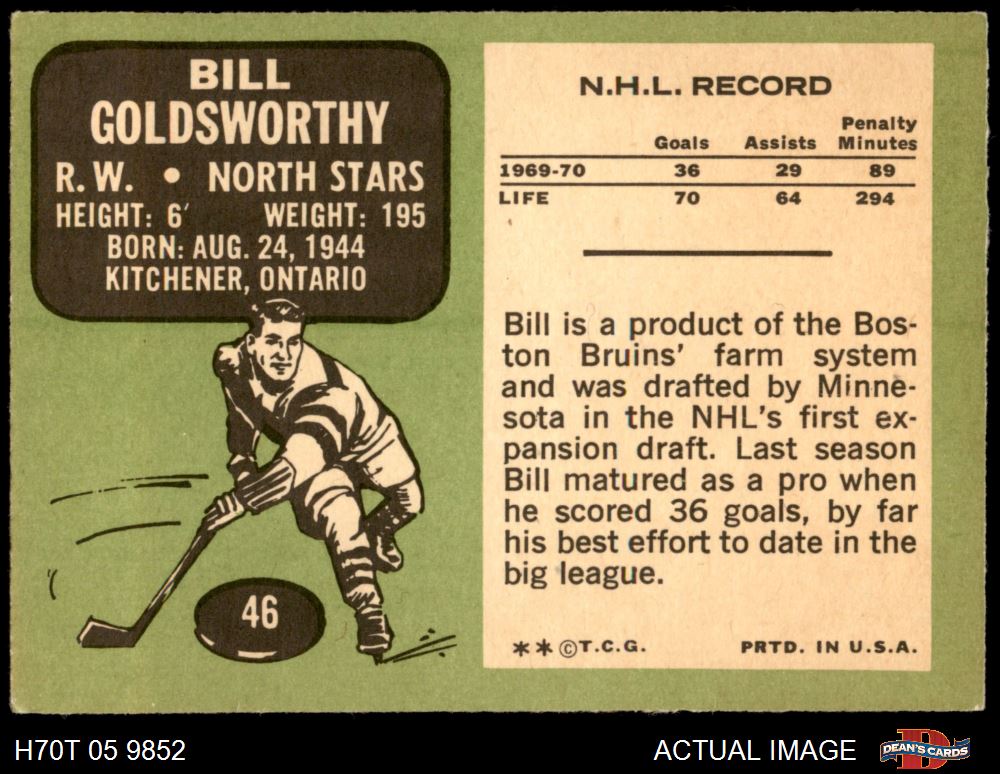 BILL
GOLDSWORTHY
R.W. • NORTH STARS
HEIGHT: 6' WEIGHT: 195
BORN: AUG. 24, 1944
KITCHENER, ONTARIO
46
N.H.L. RECORD
Goals Assists Penalty Minutes
1969-70 36 29 89
LIFE 70 64 294
Bill is a product of the Bos-
ton Bruins' farm system
and was drafted by Minne-
sota in the NHL's first ex-
pansion draft. Last season
Bill matured as a pro when
he scored 36 goals, by far
his best effort to date in the
big league.
**©T.C.G. PRTD. IN U.S.A.
H70T 05 9852 ACTUAL IMAGE DEAN'S CARDS